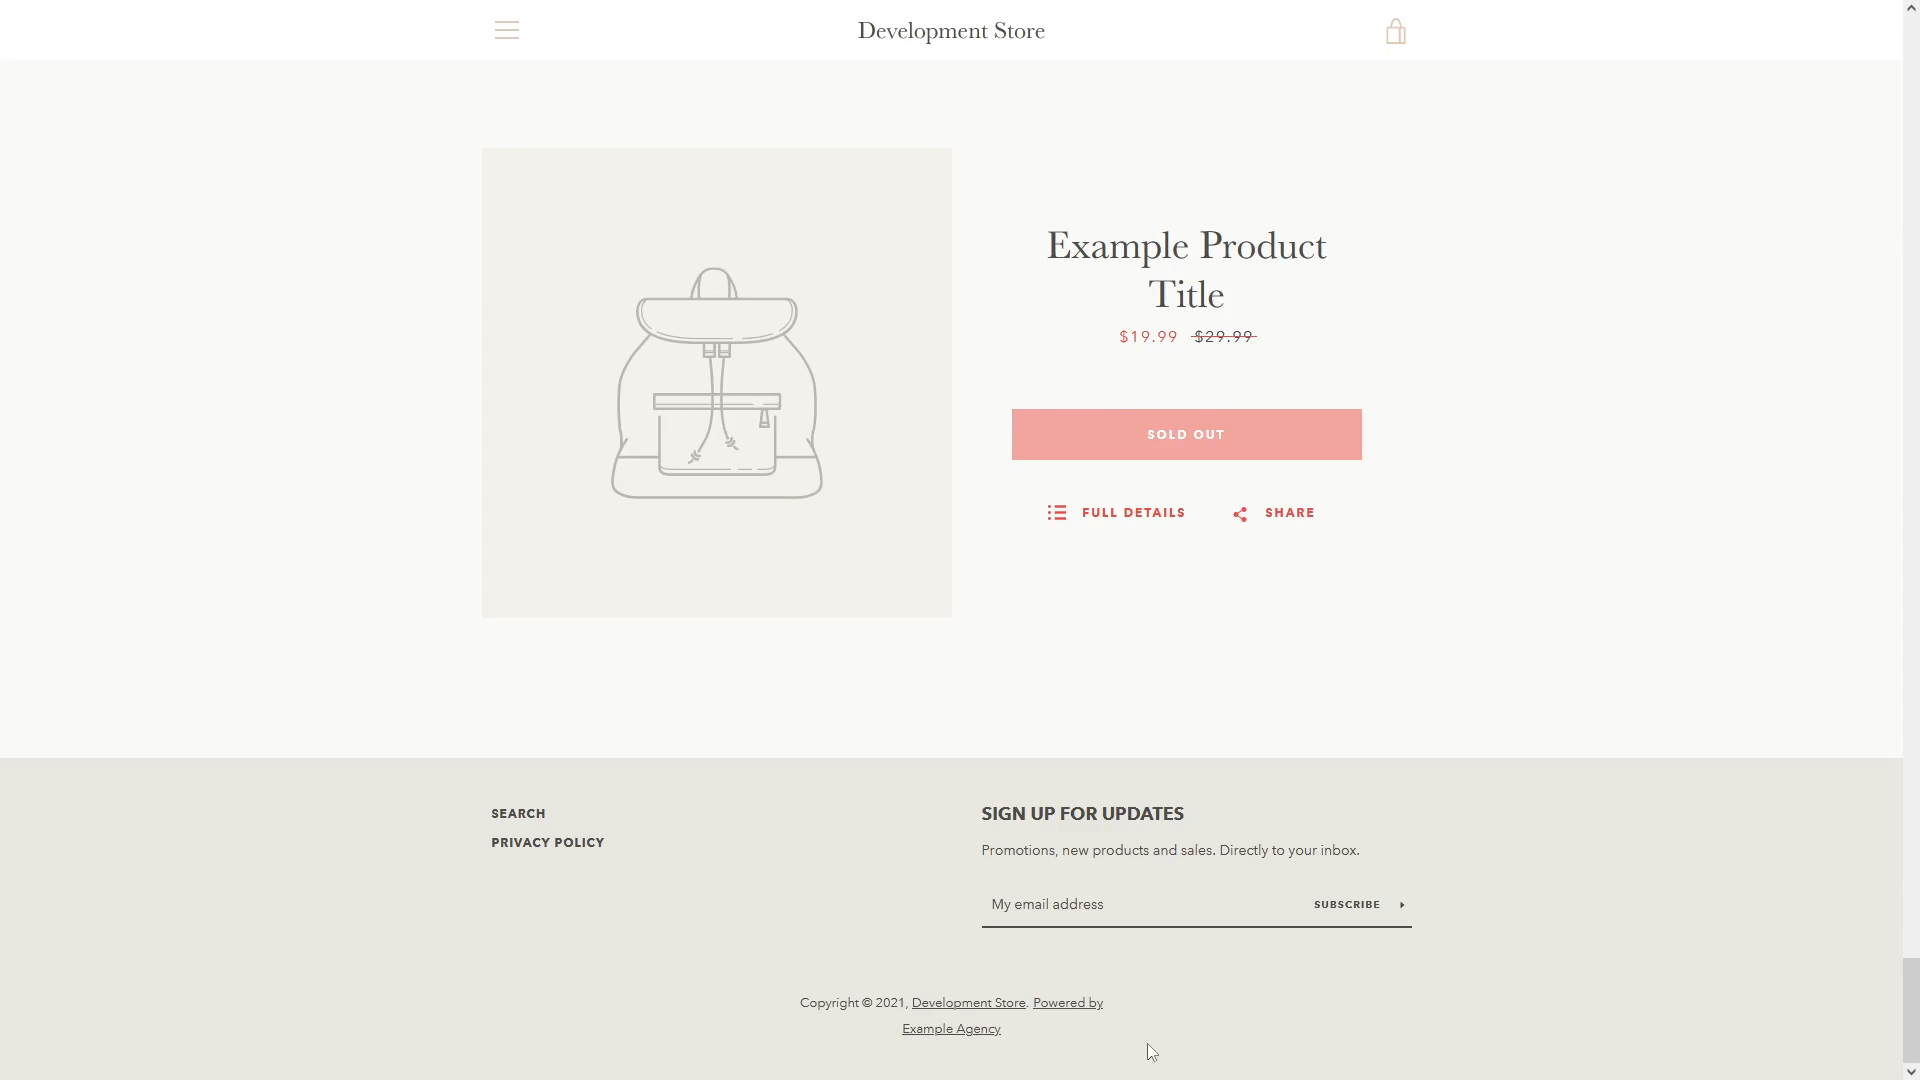 Development Store
Example Product
Title
$19.99 $29.99
SOLD OUT
FULL DETAILS
SHARE
SEARCH
PRIVACY POLICY
SIGN UP FOR UPDATES
Promotions, new products and sales. Directly to your inbox.
My email address
SUBSCRIBE
Copyright © 2021, Development Store. Powered by
Example Agency